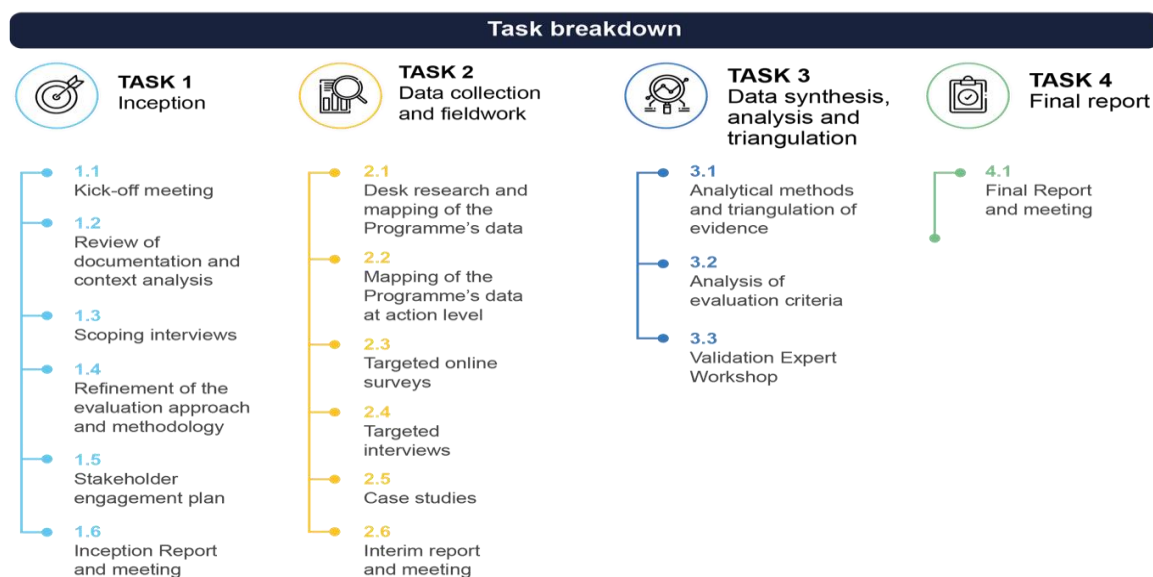 Task breakdown
TASK 1
Inception
1.1
Kick-off meeting
1.2
Review of
documentation and
context analysis
1.3
Scoping interviews
1.4
Refinement of the
evaluation approach
and methodology
1.5
Stakeholder
engagement plan
1.6
Inception Report
and meeting
TASK 2
Data collection
and fieldwork
2.1
Desk research and
mapping of the
Programme's data
2.2
Mapping of the
Programme's data
at action level
2.3
Targeted online
surveys
2.4
Targeted
interviews
2.5
Case studies
2.6
Interim report
and meeting
TASK 3
Data synthesis,
analysis and
triangulation
3.1
Analytical methods
and triangulation of
evidence
3.2
Analysis of
evaluation criteria
3.3
Validation Expert
Workshop
TASK 4
Final report
4.1
Final Report
and meeting